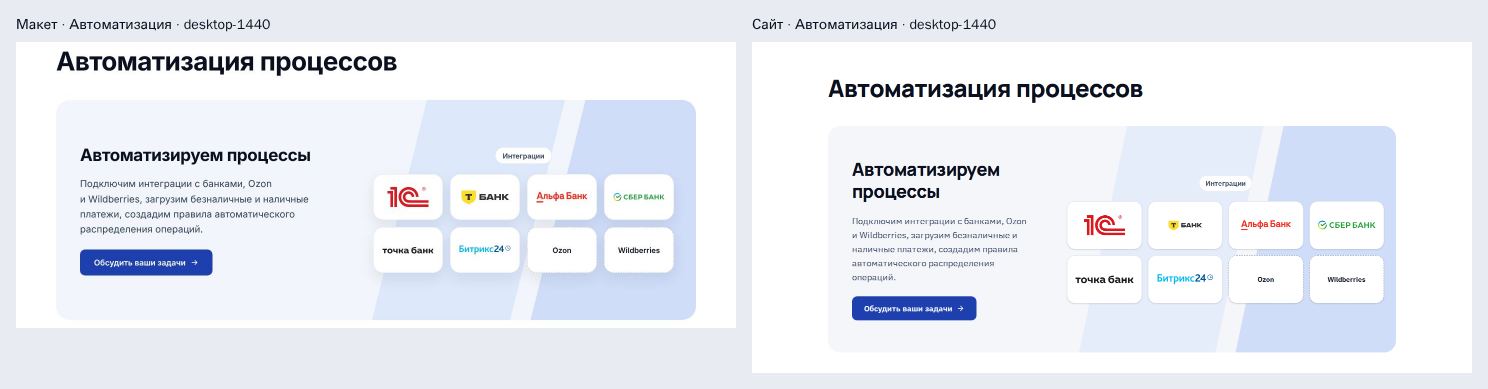 Макет · Автоматизация · desktop-1440
Автоматизация процессов
Автоматизируем процессы
Подключим интеграции с банками, Ozon
и Wildberries, загрузим безналичные и наличные
платежи, создадим правила автоматического
распределения операций.
Обсудить ваши задачи →
Интеграции
1С
Т БАНК
Альфа Банк
СБЕР БАНК
точка банк
Битрикс24
Ozon
Wildberries
Сайт · Автоматизация · desktop-1440
Автоматизация процессов
Автоматизируем
процессы
Подключим интеграции с банками, Ozon
и Wildberries, загрузим безналичные и
наличные платежи, создадим правила
автоматического распределения
операций.
Обсудить ваши задачи →
Интеграции
1С
Т БАНК
Альфа Банк
СБЕР БАНК
точка банк
Битрикс24
Ozon
Wildberries